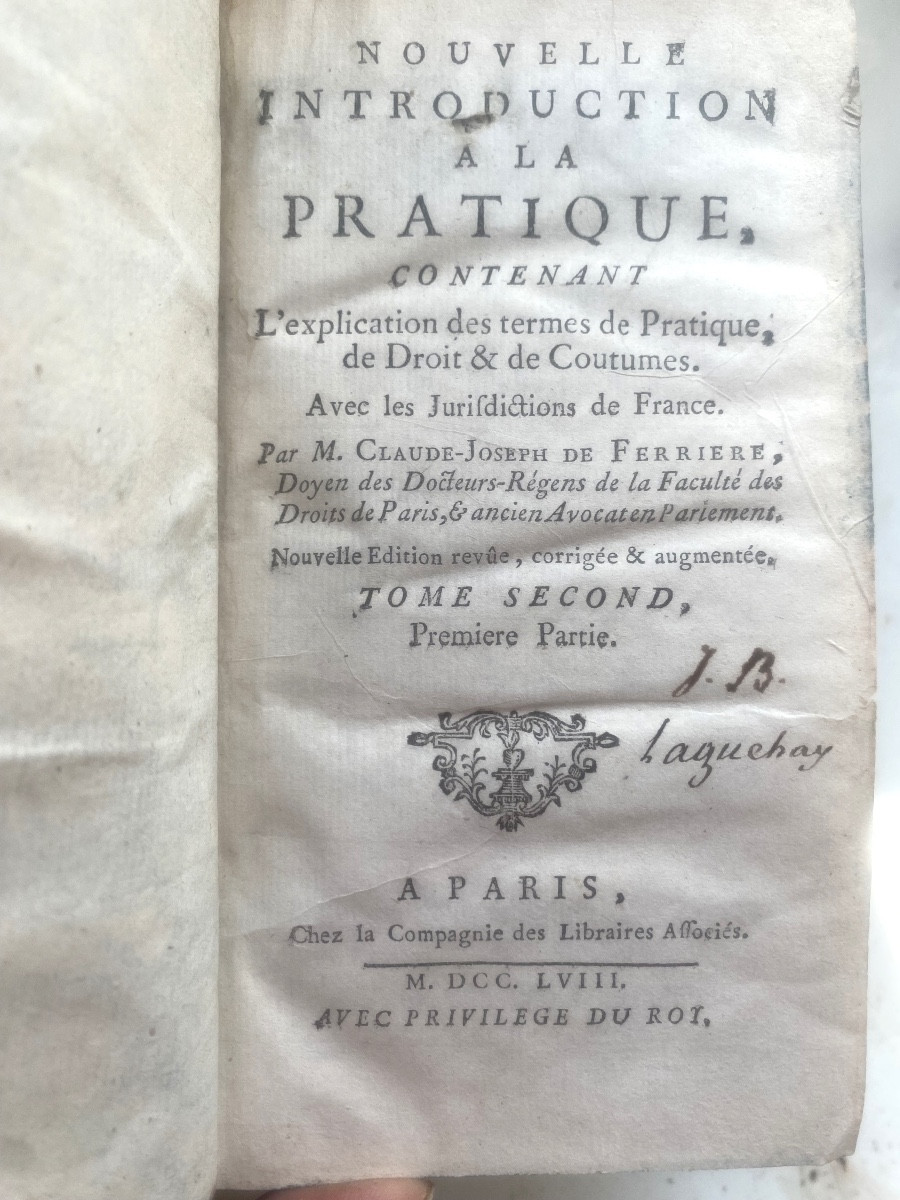 NOUVELLE
INTRODUCTION
A LA
PRATIQUE,
CONTENANT
L'explication des termes de Pratique,
de Droit & de Coutumes.
Avec les Juriſdictions de France.
Par M. CLAUDE-JOSEPH DE FERRIERE,
Doyen des Docteurs-Régens de la Faculté des
Droits de Paris, & ancien Avocat en Parlement.
Nouvelle Edition revûe, corrigée & augmentée.
TOME SECOND,
Premiere Partie.
J. B.
Laguehay
A PARIS,
Chez la Compagnie des Libraires Aſſociés.
M. DCC. LVIII.
AVEC PRIVILEGE DU ROY.